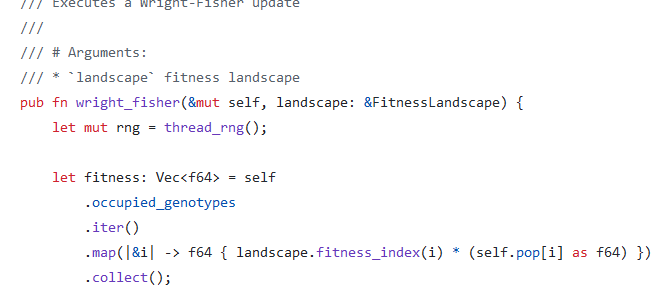 /// Executes a Wright-Fisher update
///
/// # Arguments:
/// * `landscape` fitness landscape
pub fn wright_fisher(&mut self, landscape: &FitnessLandscape) {
    let mut rng = thread_rng();

    let fitness: Vec<f64> = self
        .occupied_genotypes
        .iter()
        .map(|&i| -> f64 { landscape.fitness_index(i) * (self.pop[i] as f64) })
        .collect();